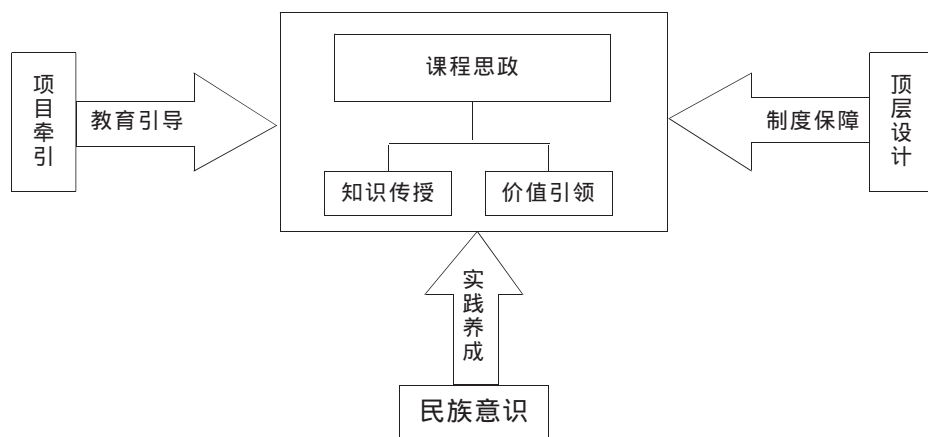 课程思政
项目牵引
教育引导
制度保障
顶层设计
知识传授
价值引领
实践养成
民族意识